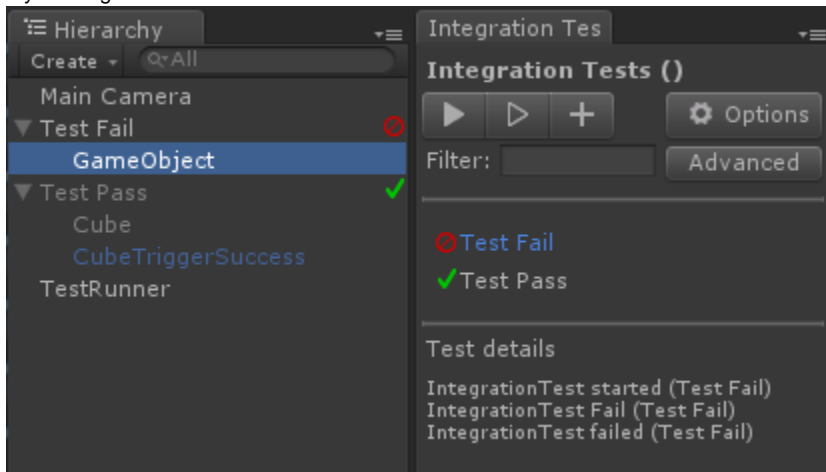 Hierarchy
Create
All
Main Camera
Test Fail
GameObject
Test Pass
Cube
CubeTriggerSuccess
TestRunner
Integration Tes
Integration Tests ()
Options
Filter:
Advanced
Test Fail
Test Pass
Test details
IntegrationTest started (Test Fail)
IntegrationTest Fail (Test Fail)
IntegrationTest failed (Test Fail)